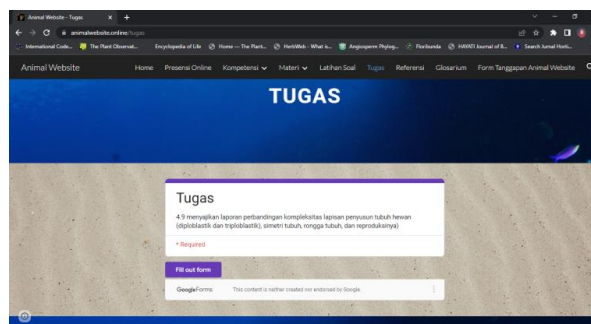 Animal Website - Tugas
animalwebsite.online/tugas
International Code...
The Plant Observat...
Encyclopedia of Life
Home — The Plant...
HerbWeb - What is...
Angiosperm Phylog...
Floribunda
HAYATI Journal of B...
Search Jurnal Horti...
Animal Website
Home
Presensi Online
Kompetensi
Materi
Latihan Soal
Tugas
Referensi
Glosarium
Form Tanggapan Animal Website
TUGAS
Tugas
4.9 menyajikan laporan perbandingan kompleksitas lapisan penyusun tubuh hewan
(diploblastik dan triploblastik), simetri tubuh, rongga tubuh, dan reproduksinya)
* Required
Fill out form
GoogleForms
This content is neither created nor endorsed by Google.